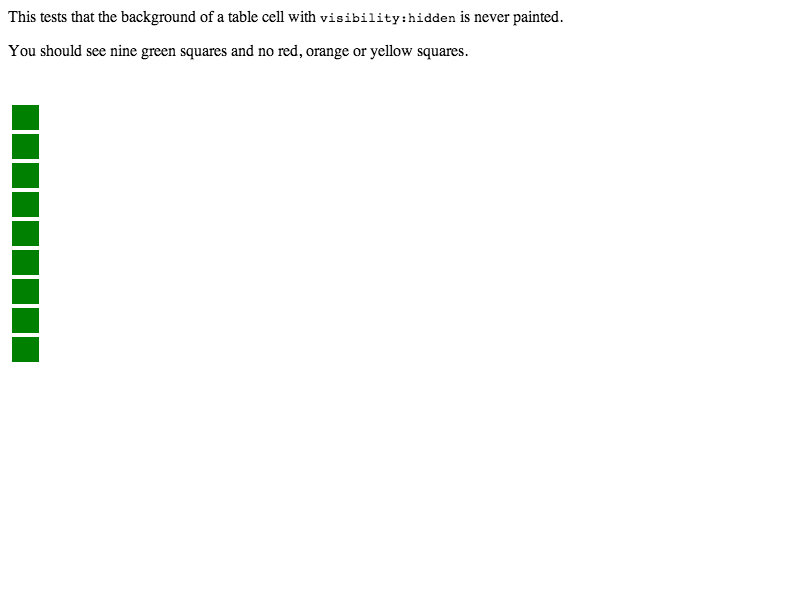 This tests that the background of a table cell with visibility:hidden is never painted.
You should see nine green squares and no red, orange or yellow squares.